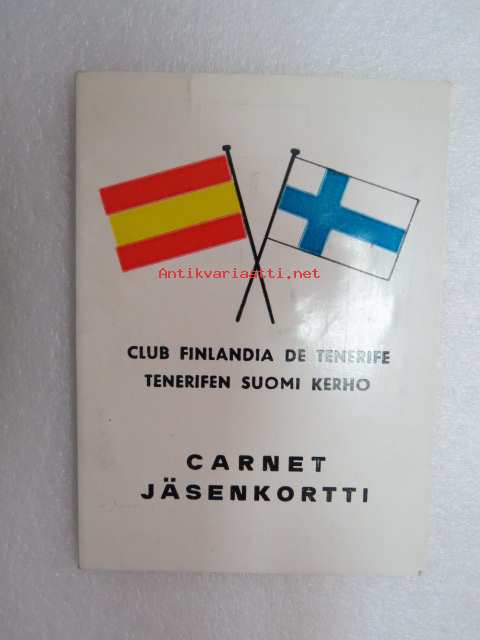 Antikvariaatti.net
CLUB FINLANDIA DE TENERIFE
TENERIFEN SUOMI KERHO
CARNET
JÄSENKORTTI